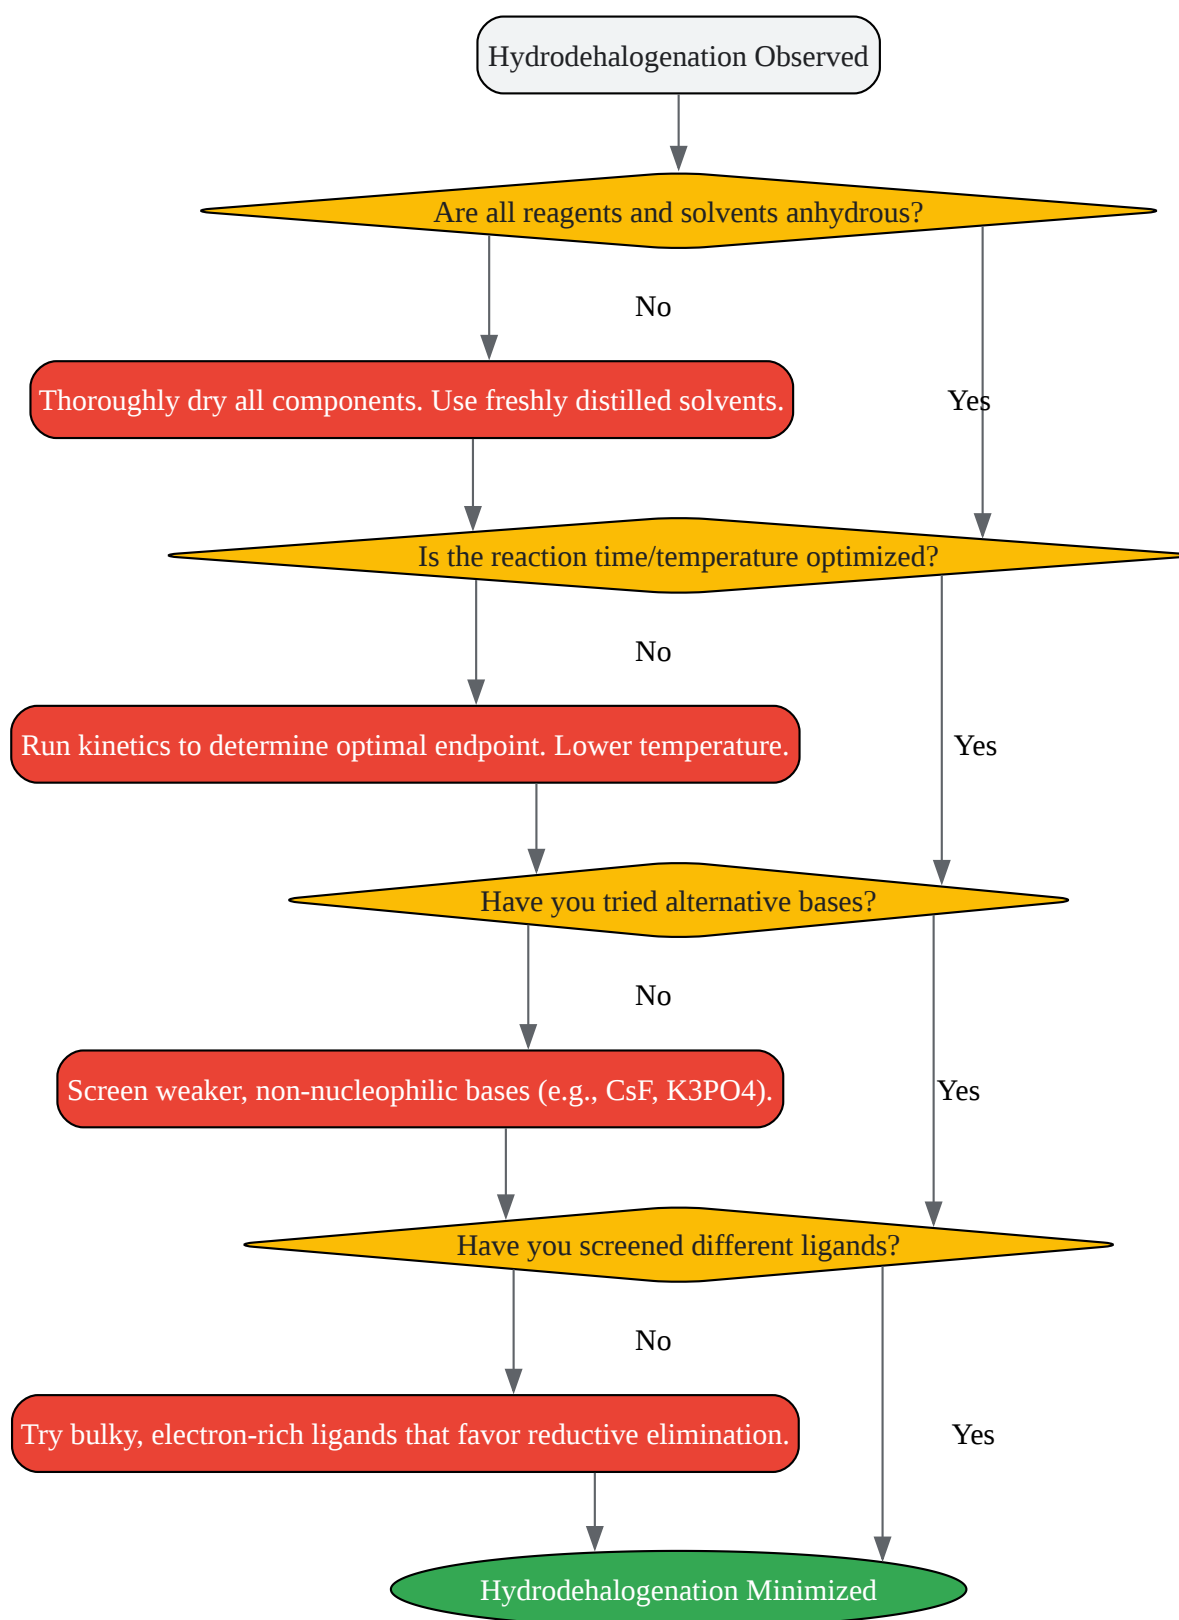 Hydrodehalogenation Observed
Are all reagents and solvents anhydrous?
No
Thoroughly dry all components. Use freshly distilled solvents.
Yes
Is the reaction time/temperature optimized?
No
Run kinetics to determine optimal endpoint. Lower temperature.
Yes
Have you tried alternative bases?
No
Screen weaker, non-nucleophilic bases (e.g., CsF, K3PO4).
Yes
Have you screened different ligands?
No
Try bulky, electron-rich ligands that favor reductive elimination.
Yes
Hydrodehalogenation Minimized